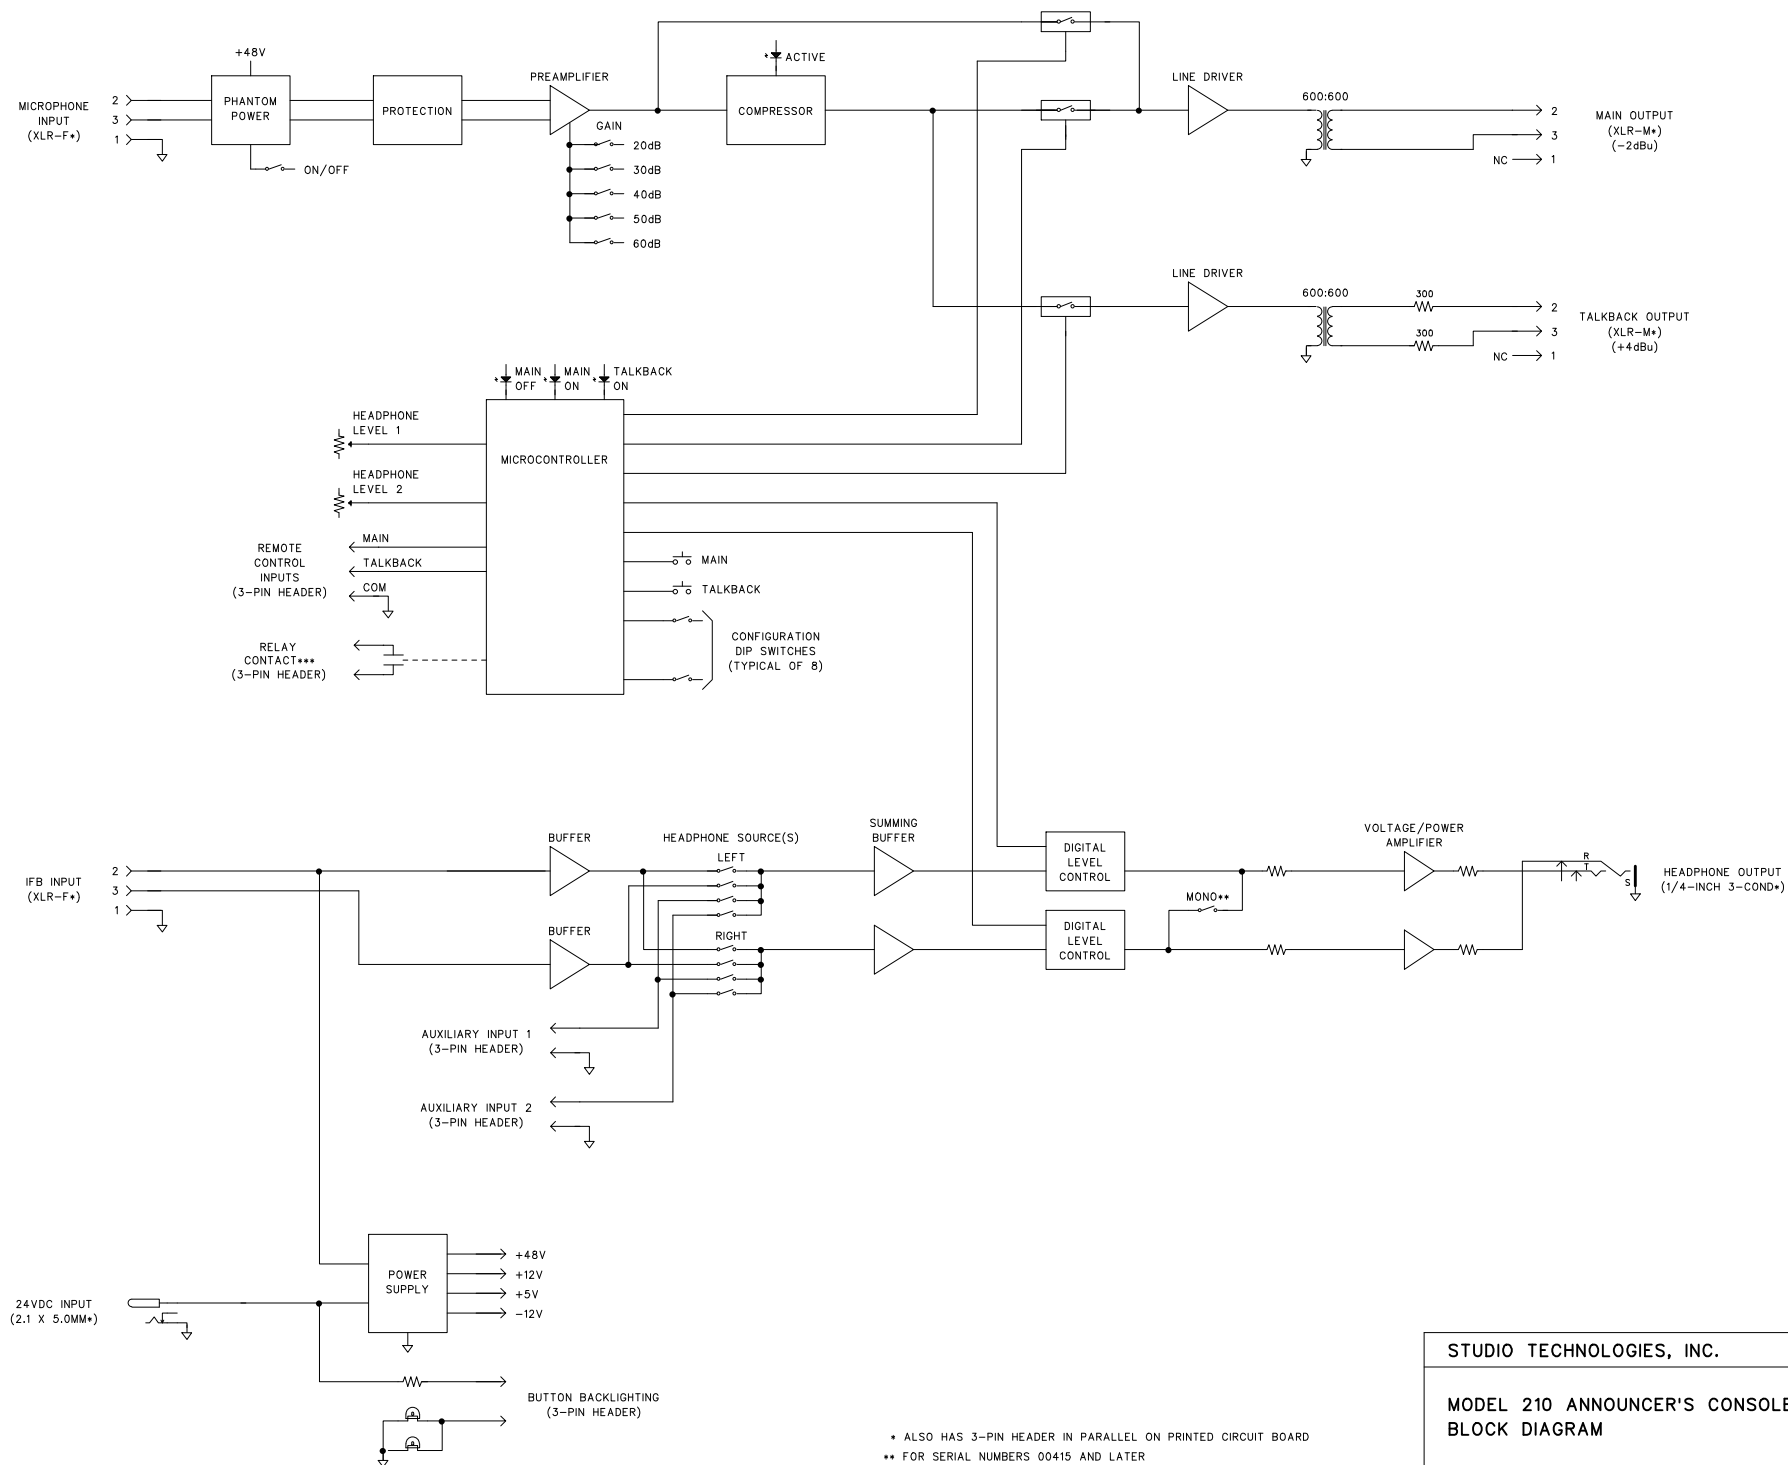 +48V
ACTIVE
PREAMPLIFIER
LINE DRIVER
MICROPHONE
INPUT
(XLR-F*)
2
3
1
PHANTOM
POWER
PROTECTION
COMPRESSOR
600:600
2
3
NC
1
MAIN OUTPUT
(XLR-M*)
(-2dBu)
GAIN
20dB
30dB
40dB
50dB
60dB
ON/OFF
LINE DRIVER
600:600
300
300
2
3
NC
1
TALKBACK OUTPUT
(XLR-M*)
(+4dBu)
MAIN
OFF
MAIN
ON
TALKBACK
ON
HEADPHONE
LEVEL 1
MICROCONTROLLER
HEADPHONE
LEVEL 2
REMOTE
CONTROL
INPUTS
(3-PIN HEADER)
MAIN
TALKBACK
COM
MAIN
TALKBACK
RELAY
CONTACT***
(3-PIN HEADER)
CONFIGURATION
DIP SWITCHES
(TYPICAL OF 8)
IFB INPUT
(XLR-F*)
2
3
1
BUFFER
BUFFER
HEADPHONE SOURCE(S)
LEFT
RIGHT
SUMMING
BUFFER
DIGITAL
LEVEL
CONTROL
DIGITAL
LEVEL
CONTROL
MONO**
VOLTAGE/POWER
AMPLIFIER
R
T
S
HEADPHONE OUTPUT
(1/4-INCH 3-COND*)
AUXILIARY INPUT 1
(3-PIN HEADER)
AUXILIARY INPUT 2
(3-PIN HEADER)
24VDC INPUT
(2.1 X 5.0MM*)
POWER
SUPPLY
+48V
+12V
+5V
-12V
BUTTON BACKLIGHTING
(3-PIN HEADER)
* ALSO HAS 3-PIN HEADER IN PARALLEL ON PRINTED CIRCUIT BOARD
** FOR SERIAL NUMBERS 00415 AND LATER
STUDIO TECHNOLOGIES, INC.
MODEL 210 ANNOUNCER'S CONSOLE
BLOCK DIAGRAM